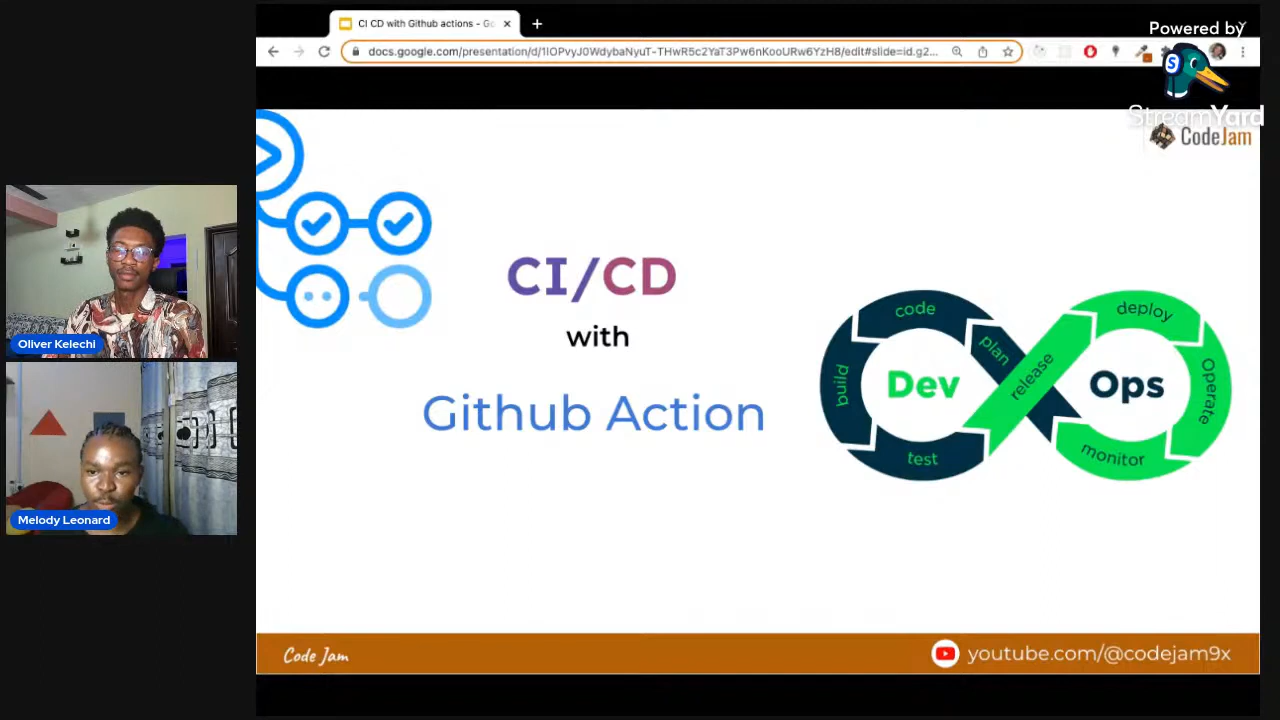 CI CD with Github actions - Go
docs.google.com/presentation/d/1lOPvyJ0WdybaNyuT-THwR5c2YaT3Pw6nKooURw6YzH8/edit#slide=id.g2...
Powered by
S
StreamYard
CodeJam
CI/CD
with
Github Action
code
plan
build
test
Dev
release
deploy
Ops
Operate
monitor
Oliver Kelechi
Melody Leonard
Code Jam
youtube.com/@codejam9x